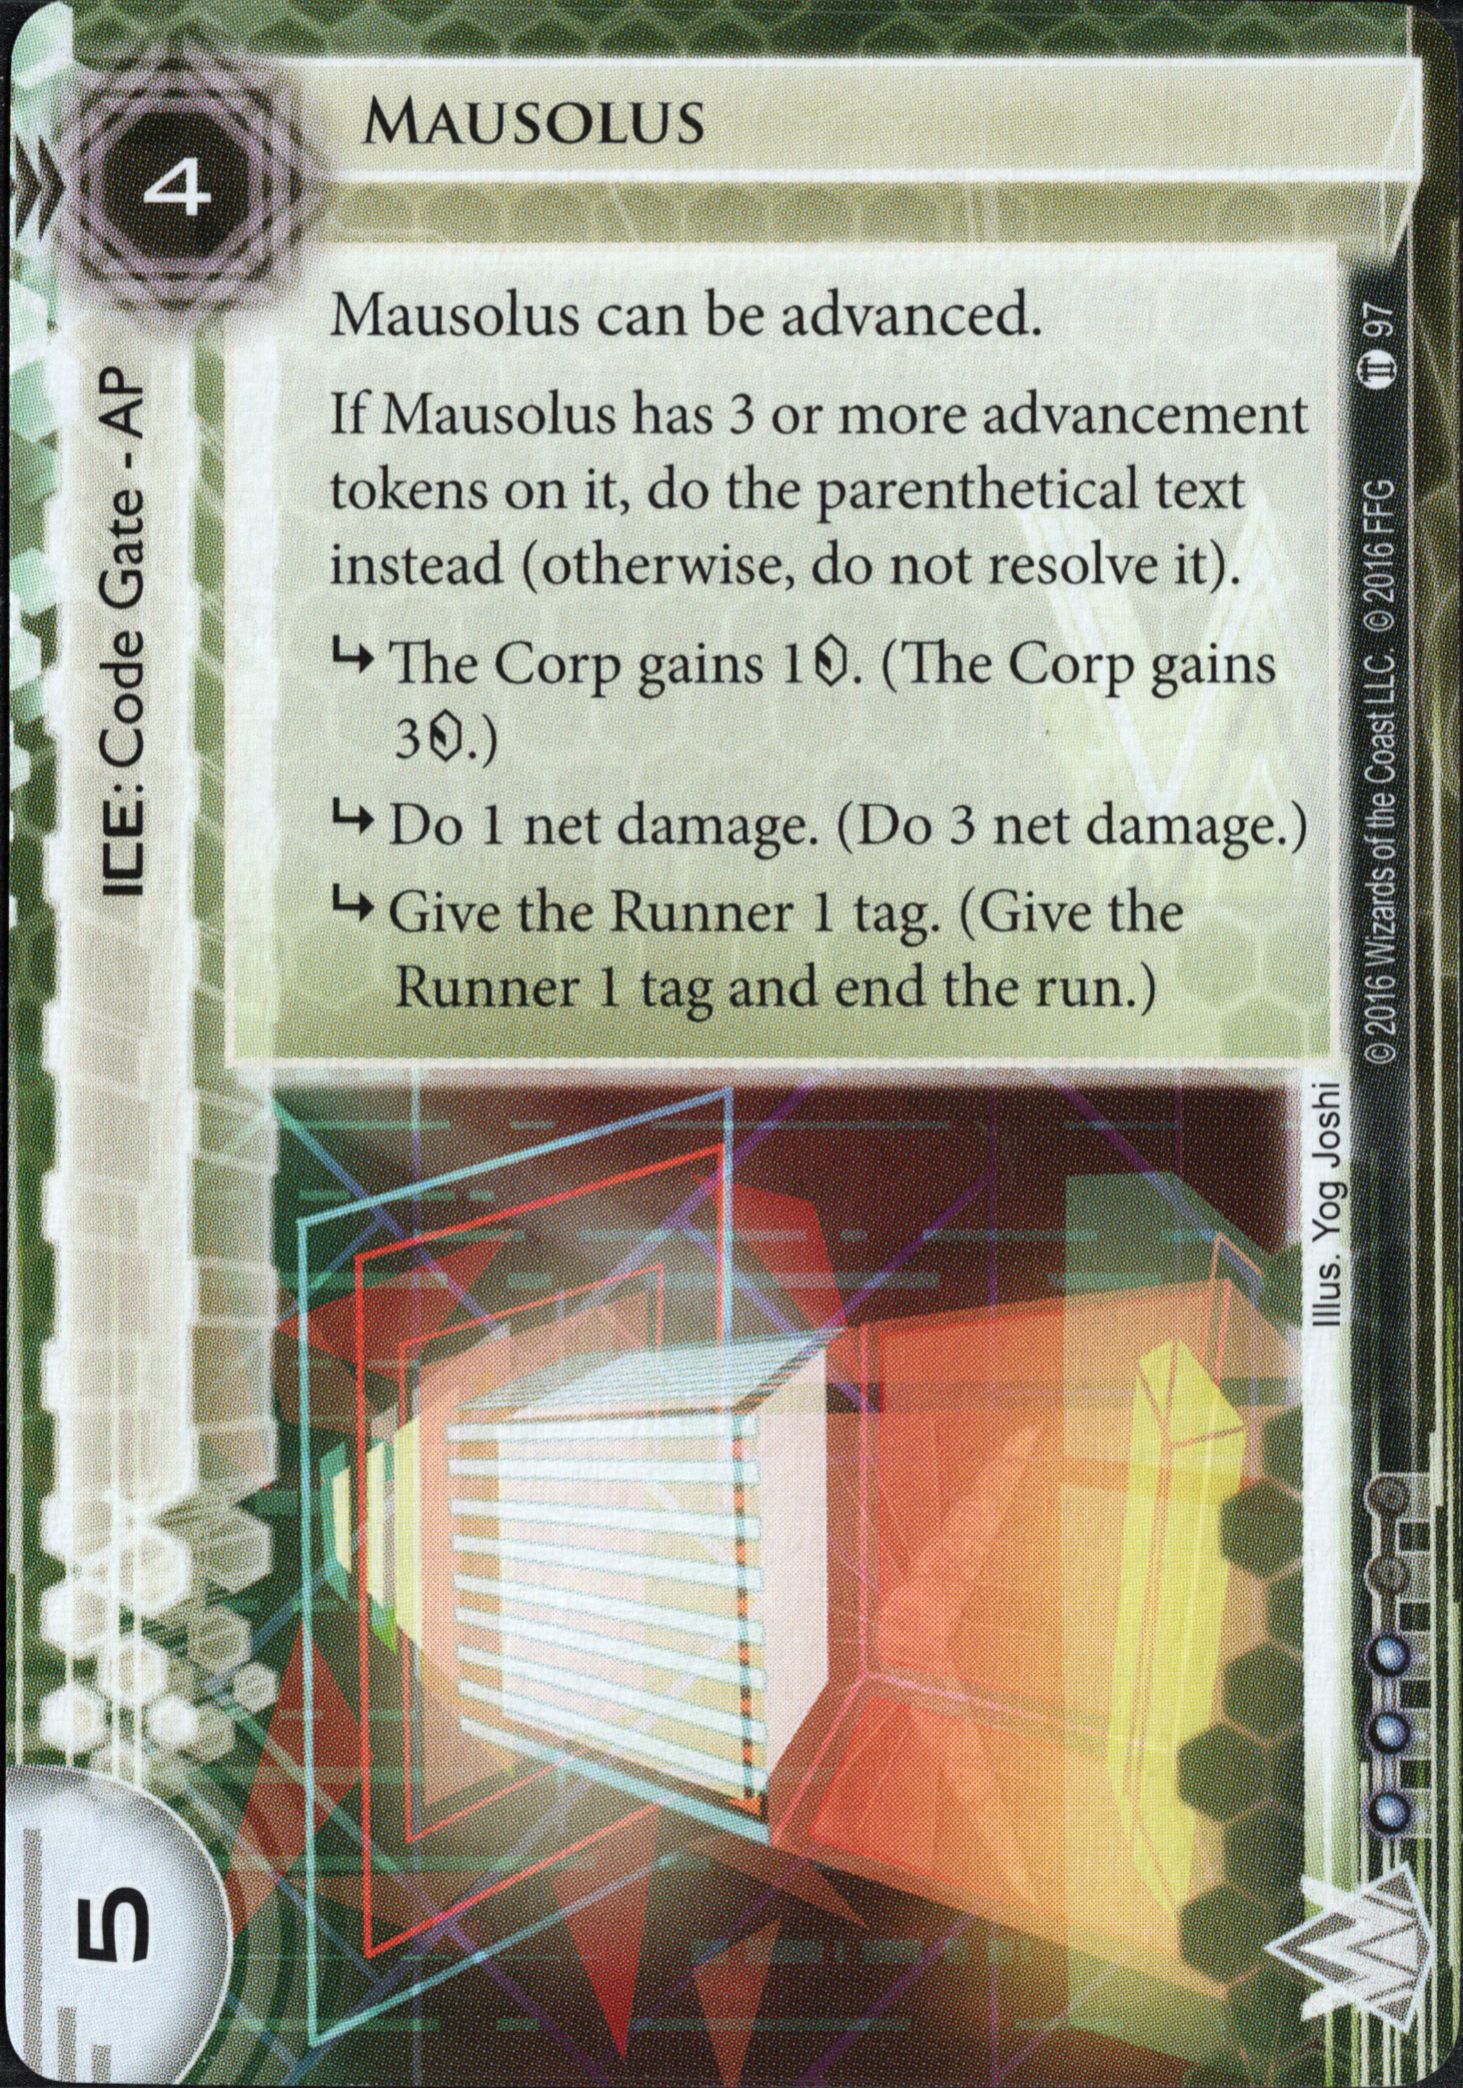 4
MAUSOLUS
ICE: Code Gate - AP
Mausolus can be advanced.
If Mausolus has 3 or more advancement
tokens on it, do the parenthetical text
instead (otherwise, do not resolve it).
The Corp gains 1. (The Corp gains
3.)
Do 1 net damage. (Do 3 net damage.)
Give the Runner 1 tag. (Give the
Runner 1 tag and end the run.)
5
Illus. Yog Joshi
© 2016 Wizards of the Coast LLC. © 2016 FFG 97